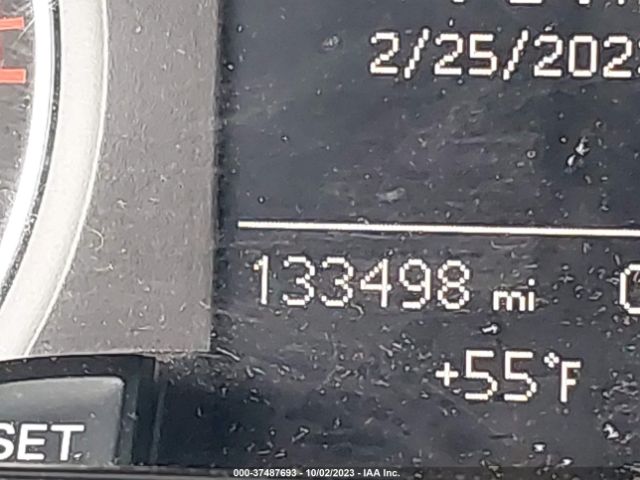 2/25/202
133498 mi
+55°F
SET
000-37487693 - 10/02/2023 - IAA Inc.